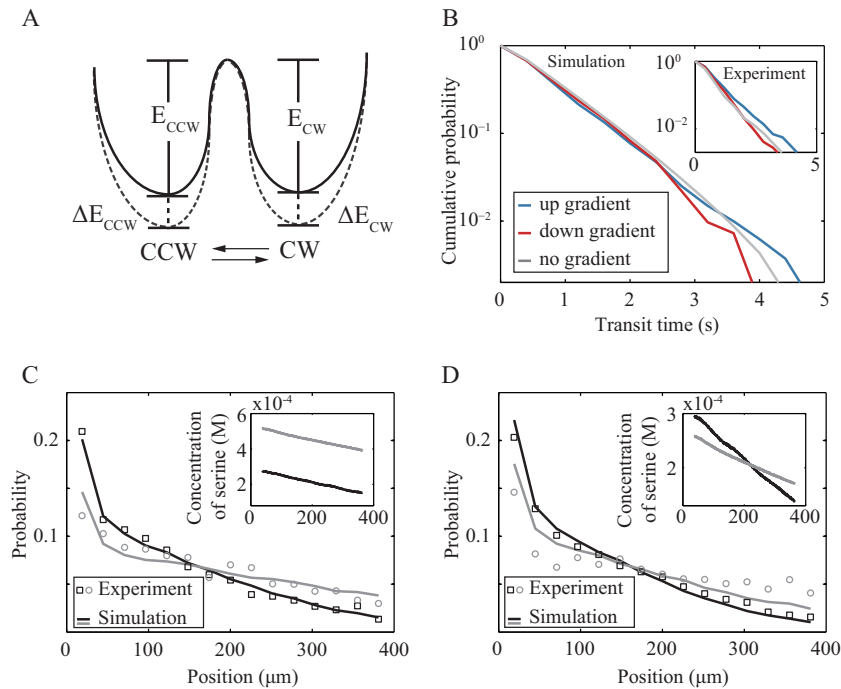 A
E_CCW
E_CW
ΔE_CCW
ΔE_CW
CCW
CW
B
Cumulative probability
10^0
10^-1
10^-2
Simulation
Experiment
10^0
10^-2
0
5
up gradient
down gradient
no gradient
0
1
2
3
4
5
Transit time (s)
C
Probability
0.2
0.1
x10^-4
Concentration
of serine (M)
6
4
2
0
200
400
Experiment
Simulation
0
100
200
300
400
Position (μm)
D
Probability
0.2
0.1
x10^-4
Concentration
of serine (M)
3
2
0
200
400
Experiment
Simulation
0
100
200
300
400
Position (μm)